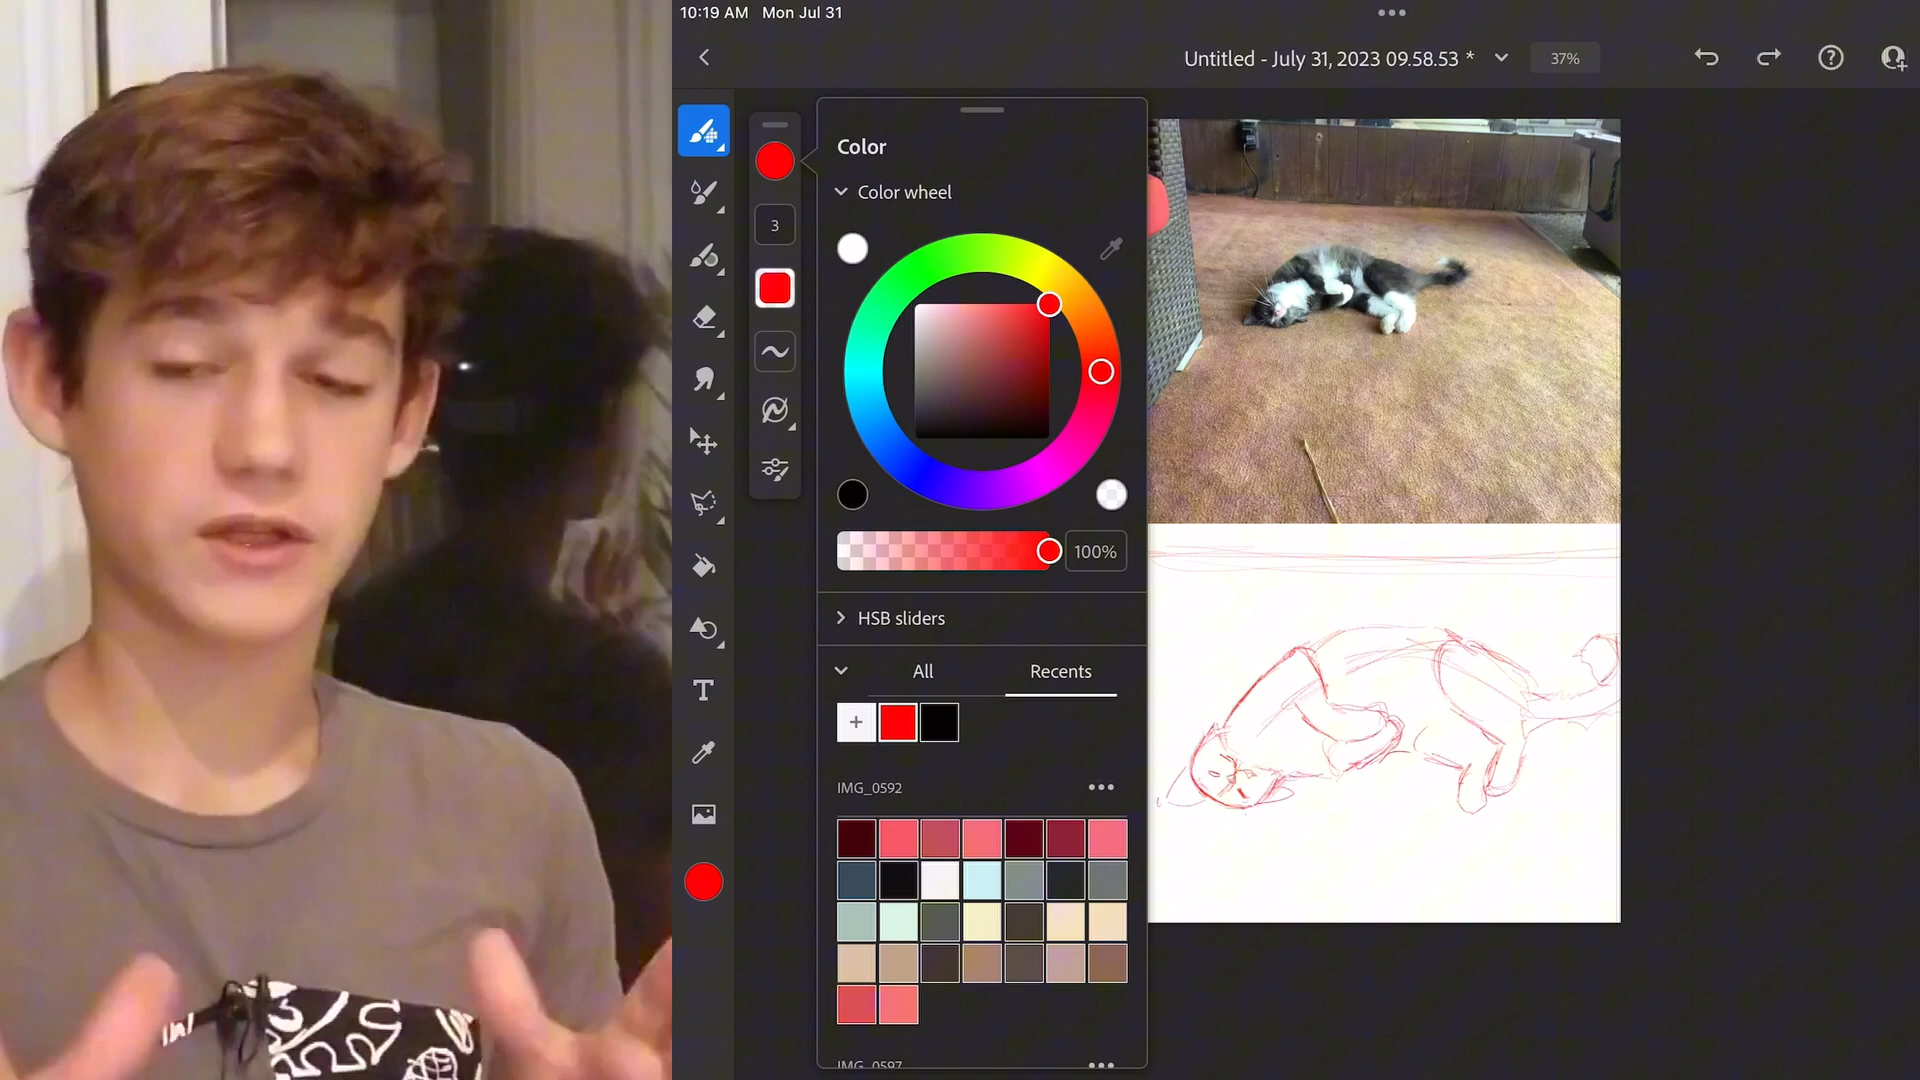 10:19 AM Mon Jul 31
Untitled - July 31, 2023 09.58.53 *
37%
Color
Color wheel
3
100%
HSB sliders
All
Recents
IMG_0592
IMG_0597